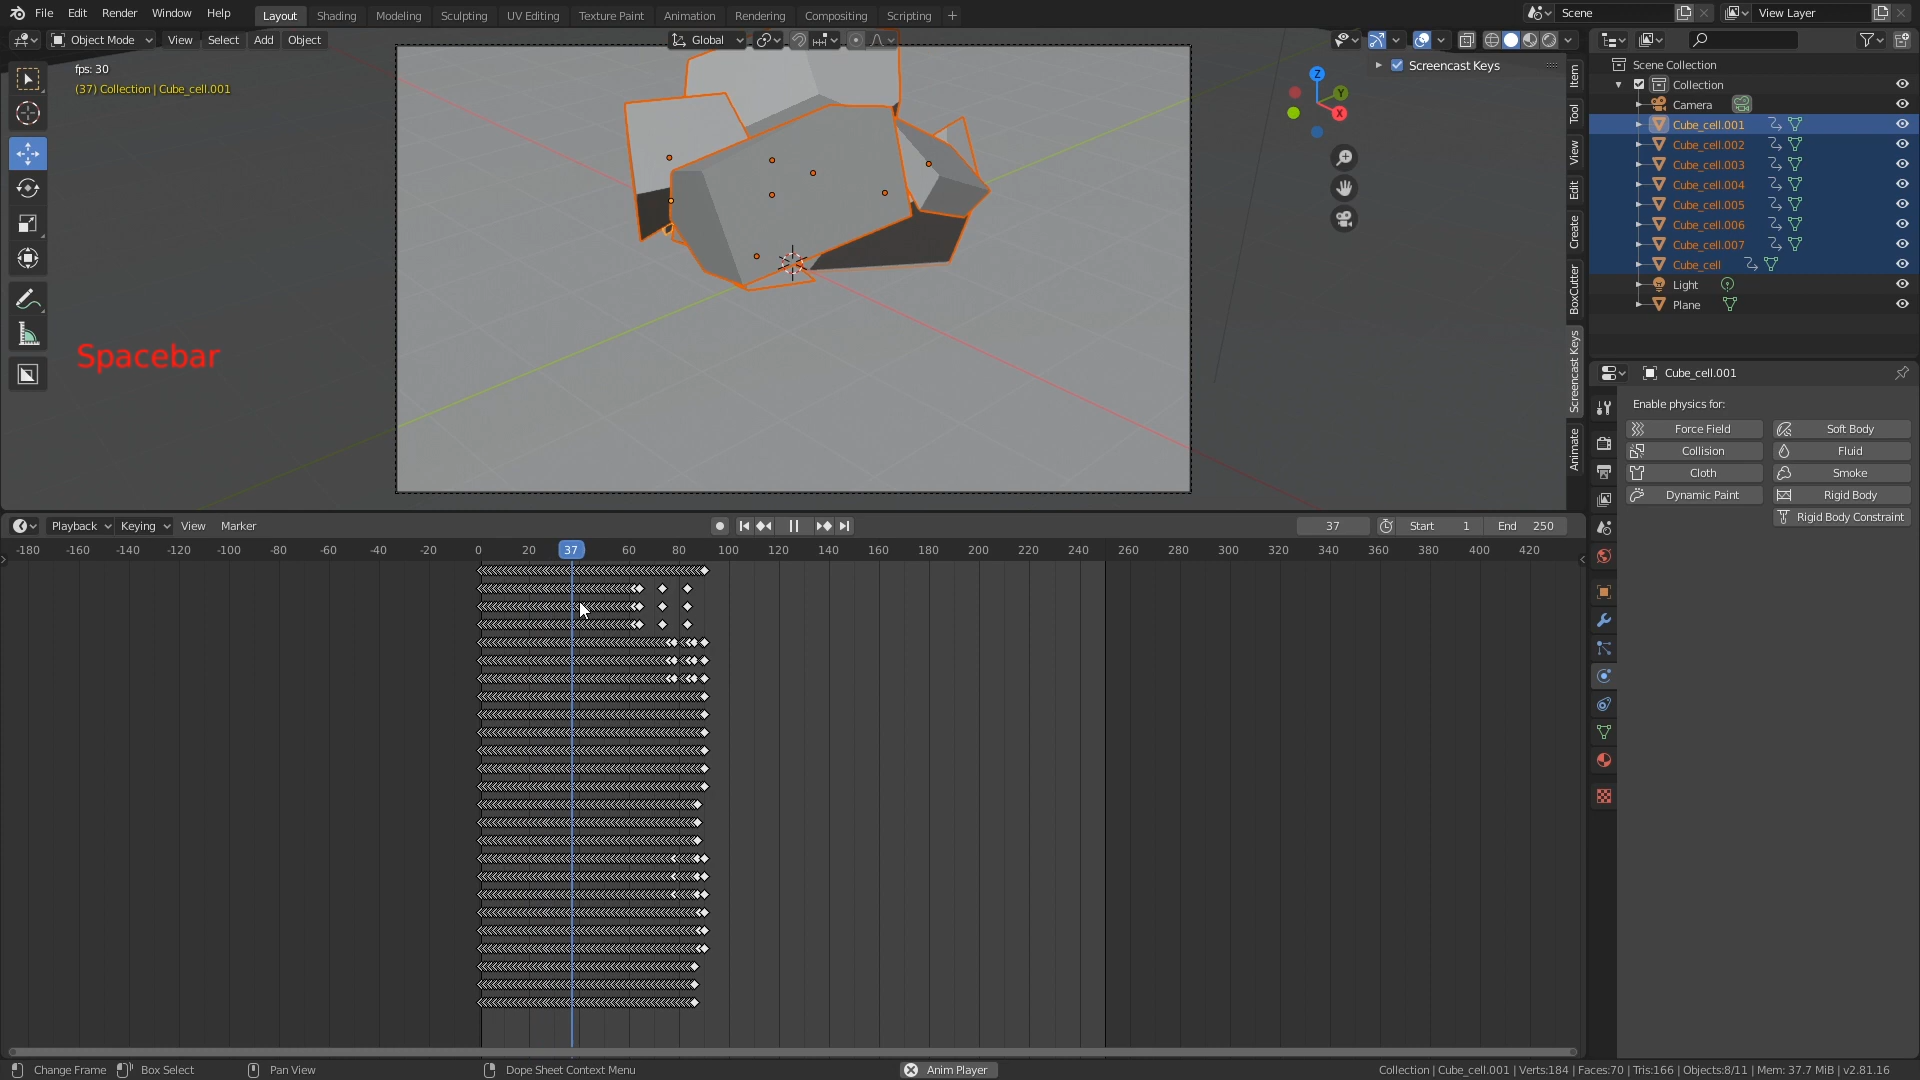 File Edit Render Window Help Layout Shading Modeling Sculpting UV Editing Texture Paint Animation Rendering Compositing Scripting + Scene View Layer
Object Mode View Select Add Object Global
fps: 30
(37) Collection | Cube_cell.001
Screencast Keys
Z
Y
X
Item
Tool
View
Edit
Create
BoxCutter
Screencast Keys
Animate
Spacebar
Scene Collection
Collection
Camera
Cube_cell.001
Cube_cell.002
Cube_cell.003
Cube_cell.004
Cube_cell.005
Cube_cell.006
Cube_cell.007
Cube_cell
Light
Plane
Cube_cell.001
Enable physics for:
Force Field Soft Body
Collision Fluid
Cloth Smoke
Dynamic Paint Rigid Body
Rigid Body Constraint
Playback Keying View Marker 37 Start 1 End 250
-180 -160 -140 -120 -100 -80 -60 -40 -20 0 20 37 60 80 100 120 140 160 180 200 220 240 260 280 300 320 340 360 380 400 420
Change Frame Box Select Pan View Dope Sheet Context Menu Anim Player Collection | Cube_cell.001 | Verts:184 | Faces:70 | Tris:166 | Objects:8/11 | Mem: 37.7 MiB | v2.81.16